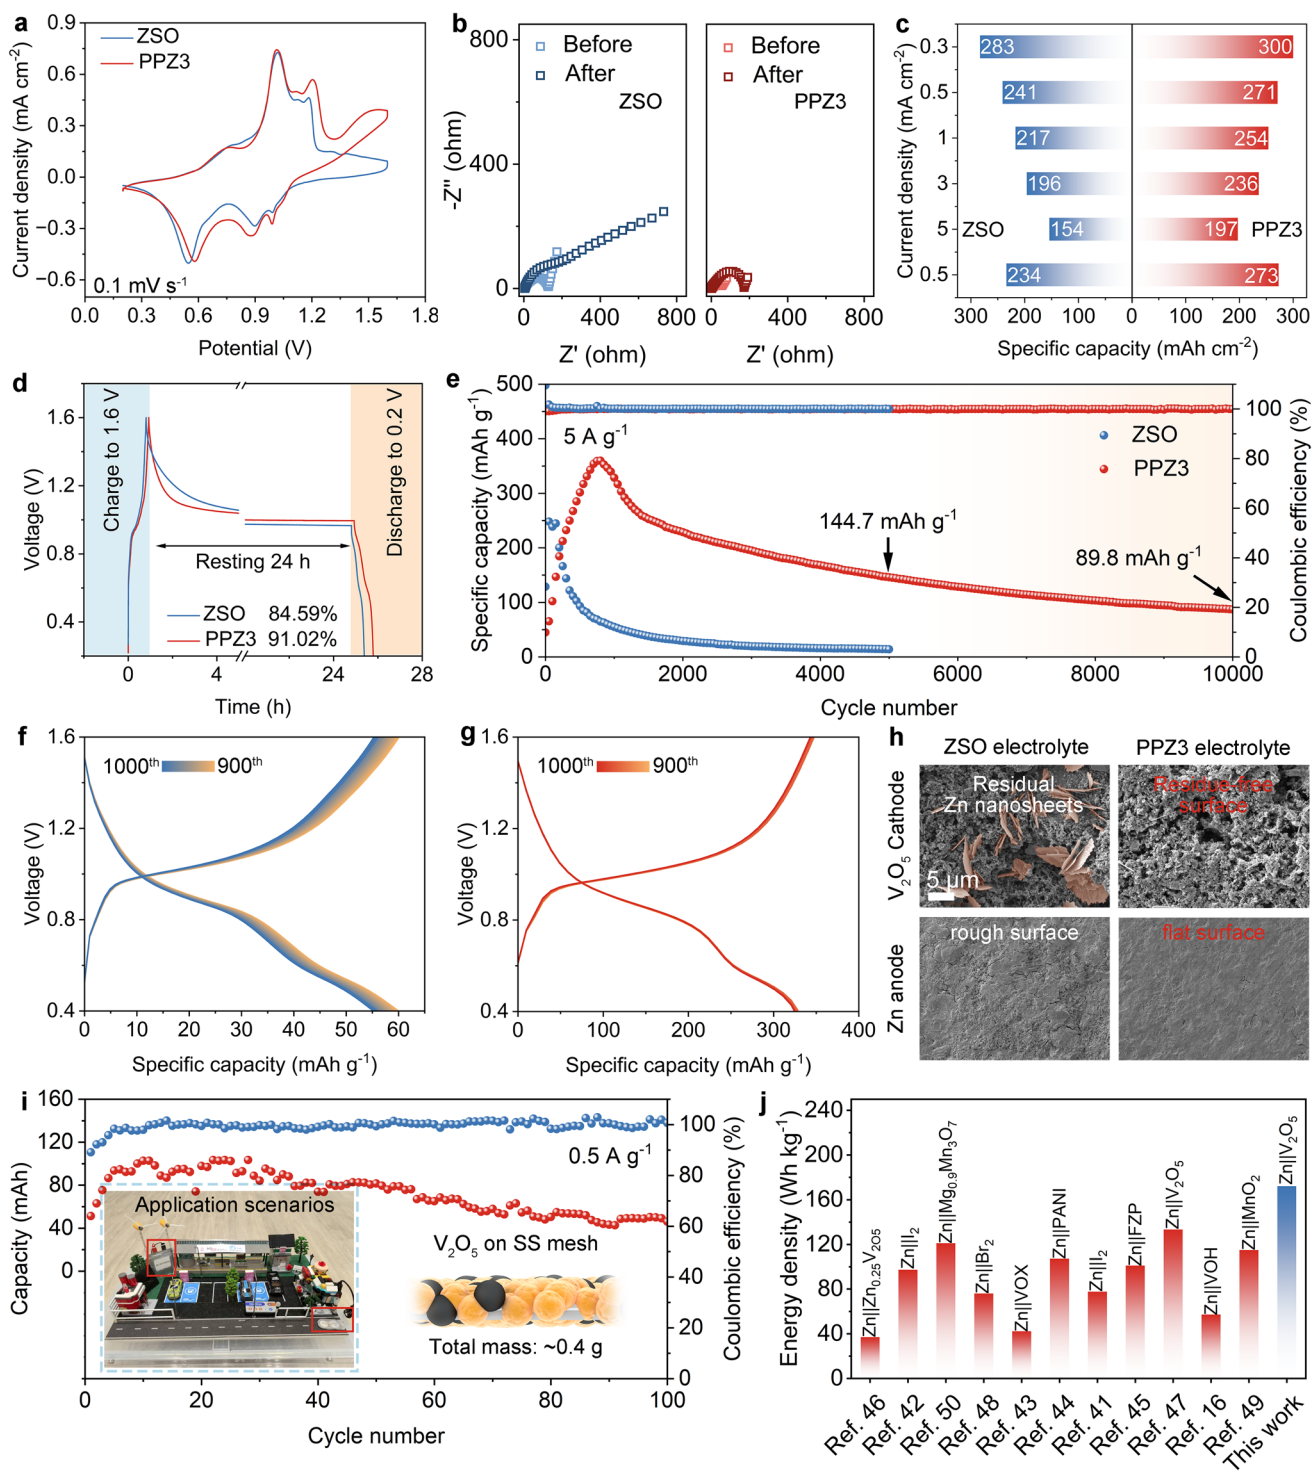 a
0.9
0.6
0.3
0.0
−0.3
−0.6
Current density (mA cm-2)
ZSO
PPZ3
0.1 mV s-1
0.0 0.3 0.6 0.9 1.2 1.5 1.8
Potential (V)
b
800
400
0
-Z'' (ohm)
Before
After
ZSO
Before
After
PPZ3
0 400 800
0 400 800
Z' (ohm)
Z' (ohm)
c
Current density (mA cm-2)
0.3
0.5
1
3
5
0.5
283 300
241 271
217 254
196 236
ZSO 154 197 PPZ3
234 273
300 200 100 0 100 200 300
Specific capacity (mAh cm-2)
d
Voltage (V)
1.6
1.2
0.8
0.4
Charge to 1.6 V
Discharge to 0.2 V
Resting 24 h
ZSO 84.59%
PPZ3 91.02%
0 4 24 28
Time (h)
e
Specific capacity (mAh g-1)
500
400
300
200
100
0
5 A g-1
ZSO
PPZ3
144.7 mAh g-1
89.8 mAh g-1
100
80
60
40
20
0
Coulombic efficiency (%)
0 2000 4000 6000 8000 10000
Cycle number
f
1.6
1.2
0.8
0.4
Voltage (V)
1000th 900th
0 10 20 30 40 50 60
Specific capacity (mAh g-1)
g
1.6
1.2
0.8
0.4
Voltage (V)
1000th 900th
0 100 200 300 400
Specific capacity (mAh g-1)
h
ZSO electrolyte PPZ3 electrolyte
V2O5 Cathode
Residual
Zn nanosheets
5 μm
Residue-free
surface
Zn anode
rough surface
flat surface
i
160
120
80
40
0
Capacity (mAh)
0.5 A g-1
Application scenarios
V2O5 on SS mesh
Total mass: ~0.4 g
100
80
60
40
20
0
Coulombic efficiency (%)
0 20 40 60 80 100
Cycle number
j
Energy density (Wh kg-1)
240
200
160
120
80
40
0
Zn||Zn0.25V2O5
Zn||I2
Zn||Mg0.9Mn3O7
Zn||Br2
Zn||VOX
Zn||PANI
Zn||I2
Zn||FZP
Zn||V2O5
Zn||VOH
Zn||MnO2
Zn||V2O5
Ref. 46
Ref. 42
Ref. 50
Ref. 48
Ref. 43
Ref. 44
Ref. 41
Ref. 45
Ref. 47
Ref. 16
Ref. 49
This work